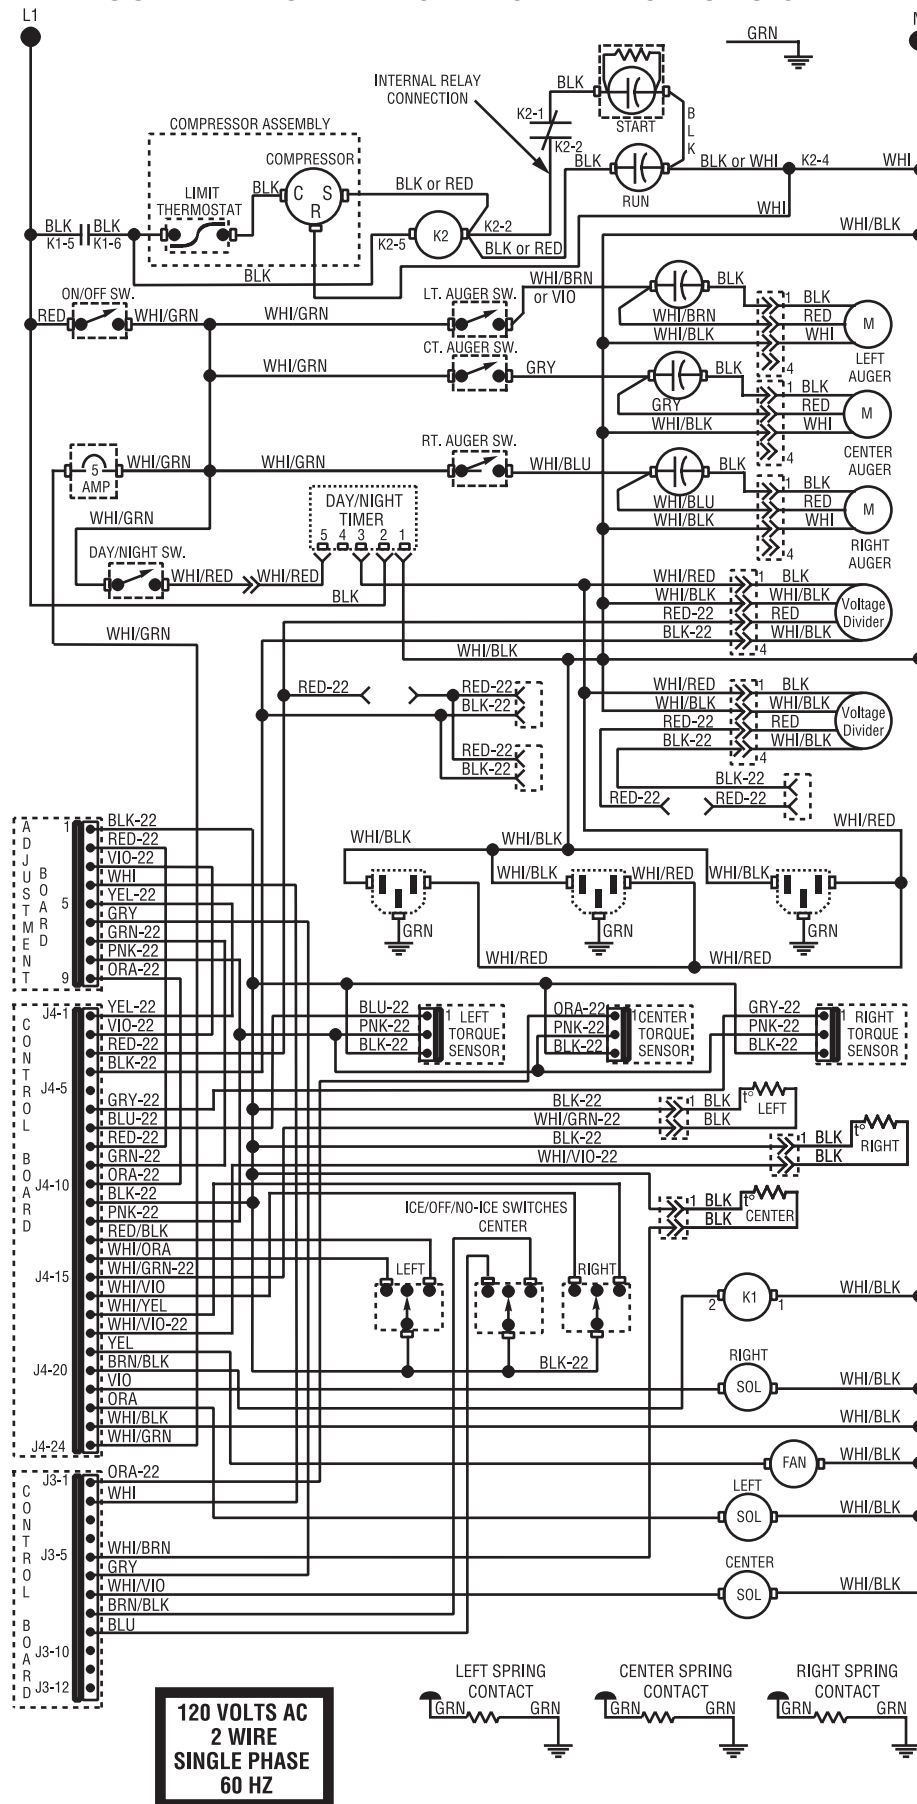 L1
N
GRN
INTERNAL RELAY
CONNECTION
BLK
START
K2-1
K2-2
BLK
BLK
RUN
BLK or WHI
K2-4
WHI
WHI
COMPRESSOR ASSEMBLY
COMPRESSOR
LIMIT
THERMOSTAT
BLK
C S
R
BLK or RED
BLK
K1-5
BLK
K1-6
K2-5
K2
K2-2
BLK or RED
BLK
WHI/BLK
ON/OFF SW.
RED
WHI/GRN
WHI/GRN
LT. AUGER SW.
WHI/BRN
or VIO
BLK
WHI/BRN
WHI/BLK
1
BLK
RED
WHI
4
M
LEFT
AUGER
WHI/GRN
CT. AUGER SW.
GRY
BLK
GRY
WHI/BLK
1
BLK
RED
WHI
4
M
CENTER
AUGER
5
AMP
WHI/GRN
WHI/GRN
RT. AUGER SW.
WHI/BLU
BLK
WHI/BLU
WHI/BLK
1
BLK
RED
WHI
4
M
RIGHT
AUGER
DAY/NIGHT
TIMER
5 4 3 2 1
WHI/GRN
DAY/NIGHT SW.
WHI/RED
WHI/RED
BLK
WHI/GRN
WHI/BLK
WHI/RED
WHI/BLK
RED-22
BLK-22
1
BLK
WHI/BLK
RED
WHI/BLK
4
Voltage
Divider
RED-22
RED-22
BLK-22
RED-22
BLK-22
WHI/RED
WHI/BLK
RED-22
BLK-22
1
BLK
WHI/BLK
RED
WHI/BLK
4
Voltage
Divider
BLK-22
RED-22
RED-22
WHI/RED
WHI/BLK
WHI/BLK
WHI/BLK
WHI/RED
WHI/BLK
GRN
GRN
GRN
WHI/RED
WHI/RED
ADJUSTMENT
BOARD
1
5
9
BLK-22
RED-22
VIO-22
WHI
YEL-22
GRY
GRN-22
PNK-22
ORA-22
CONTROL BOARD
J4-1
J4-5
J4-10
J4-15
J4-20
J4-24
YEL-22
VIO-22
RED-22
BLK-22
GRY-22
BLU-22
RED-22
GRN-22
ORA-22
BLK-22
PNK-22
RED/BLK
WHI/ORA
WHI/GRN-22
WHI/VIO
WHI/YEL
WHI/VIO-22
YEL
BRN/BLK
VIO
ORA
WHI/BLK
WHI/GRN
BLU-22
PNK-22
BLK-22
1 LEFT
TORQUE
SENSOR
ORA-22
PNK-22
BLK-22
1 CENTER
TORQUE
SENSOR
GRY-22
PNK-22
BLK-22
1 RIGHT
TORQUE
SENSOR
BLK-22
WHI/GRN-22
1 BLK
BLK
t°
LEFT
BLK-22
WHI/VIO-22
1 BLK
BLK
t°
RIGHT
1 BLK
BLK
t°
CENTER
ICE/OFF/NO-ICE SWITCHES
CENTER
LEFT
RIGHT
BLK-22
2
K1
1
WHI/BLK
RIGHT
SOL
WHI/BLK
WHI/BLK
FAN
WHI/BLK
LEFT
SOL
WHI/BLK
CENTER
SOL
WHI/BLK
CONTROL BOARD
J3-1
J3-5
J3-10
J3-12
ORA-22
WHI
WHI/BRN
GRY
WHI/VIO
BRN/BLK
BLU
LEFT SPRING
CONTACT
GRN
GRN
CENTER SPRING
CONTACT
GRN
GRN
RIGHT SPRING
CONTACT
GRN
GRN
120 VOLTS AC
2 WIRE
SINGLE PHASE
60 HZ